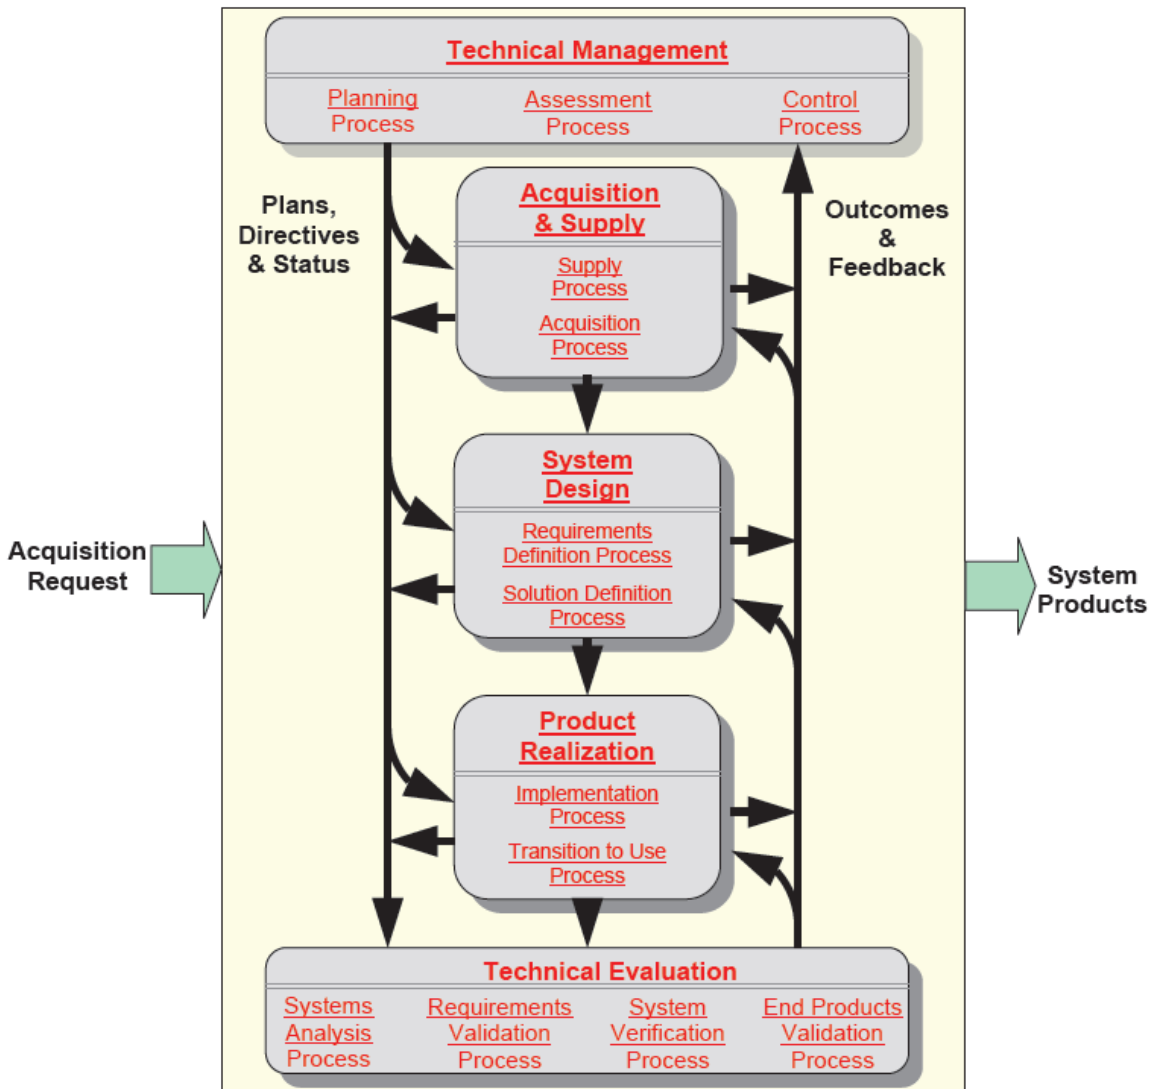 Technical Management
Planning
Process
Assessment
Process
Control
Process
Plans,
Directives
& Status
Acquisition
& Supply
Supply
Process
Acquisition
Process
Outcomes
&
Feedback
System
Design
Requirements
Definition Process
Solution Definition
Process
Acquisition
Request
System
Products
Product
Realization
Implementation
Process
Transition to Use
Process
Technical Evaluation
Systems
Analysis
Process
Requirements
Validation
Process
System
Verification
Process
End Products
Validation
Process